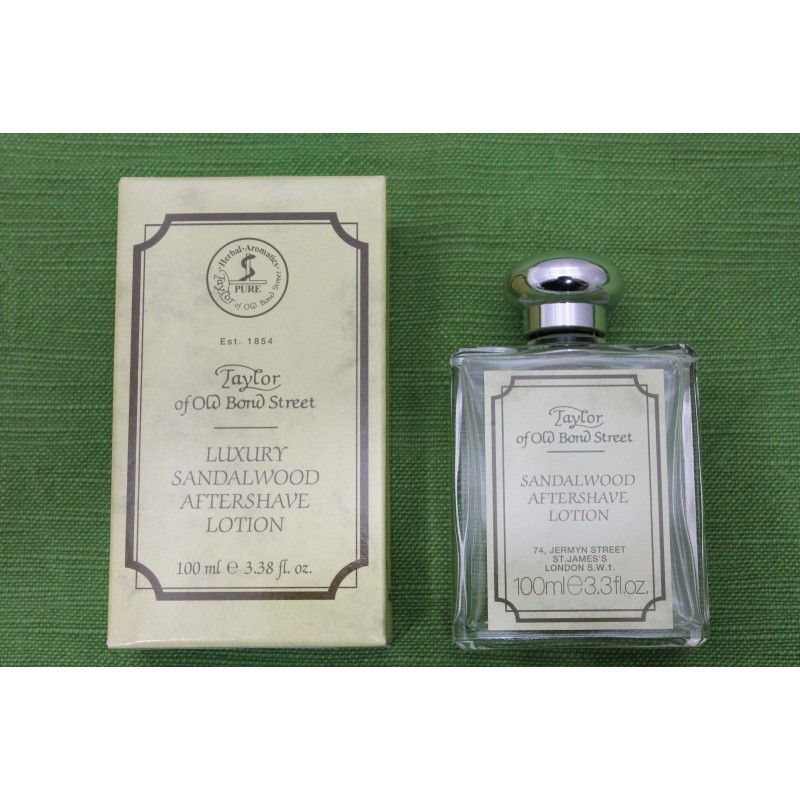 Herbal·Aromatics·
PURE
Taylor of Old Bond Street
Est. 1854
Taylor
of Old Bond Street
LUXURY
SANDALWOOD
AFTERSHAVE
LOTION
100 ml e 3.38 fl. oz.
Taylor
of Old Bond Street
SANDALWOOD
AFTERSHAVE
LOTION
74, JERMYN STREET
ST.JAMES'S
LONDON S.W.1.
100ml e 3.3fl.oz.